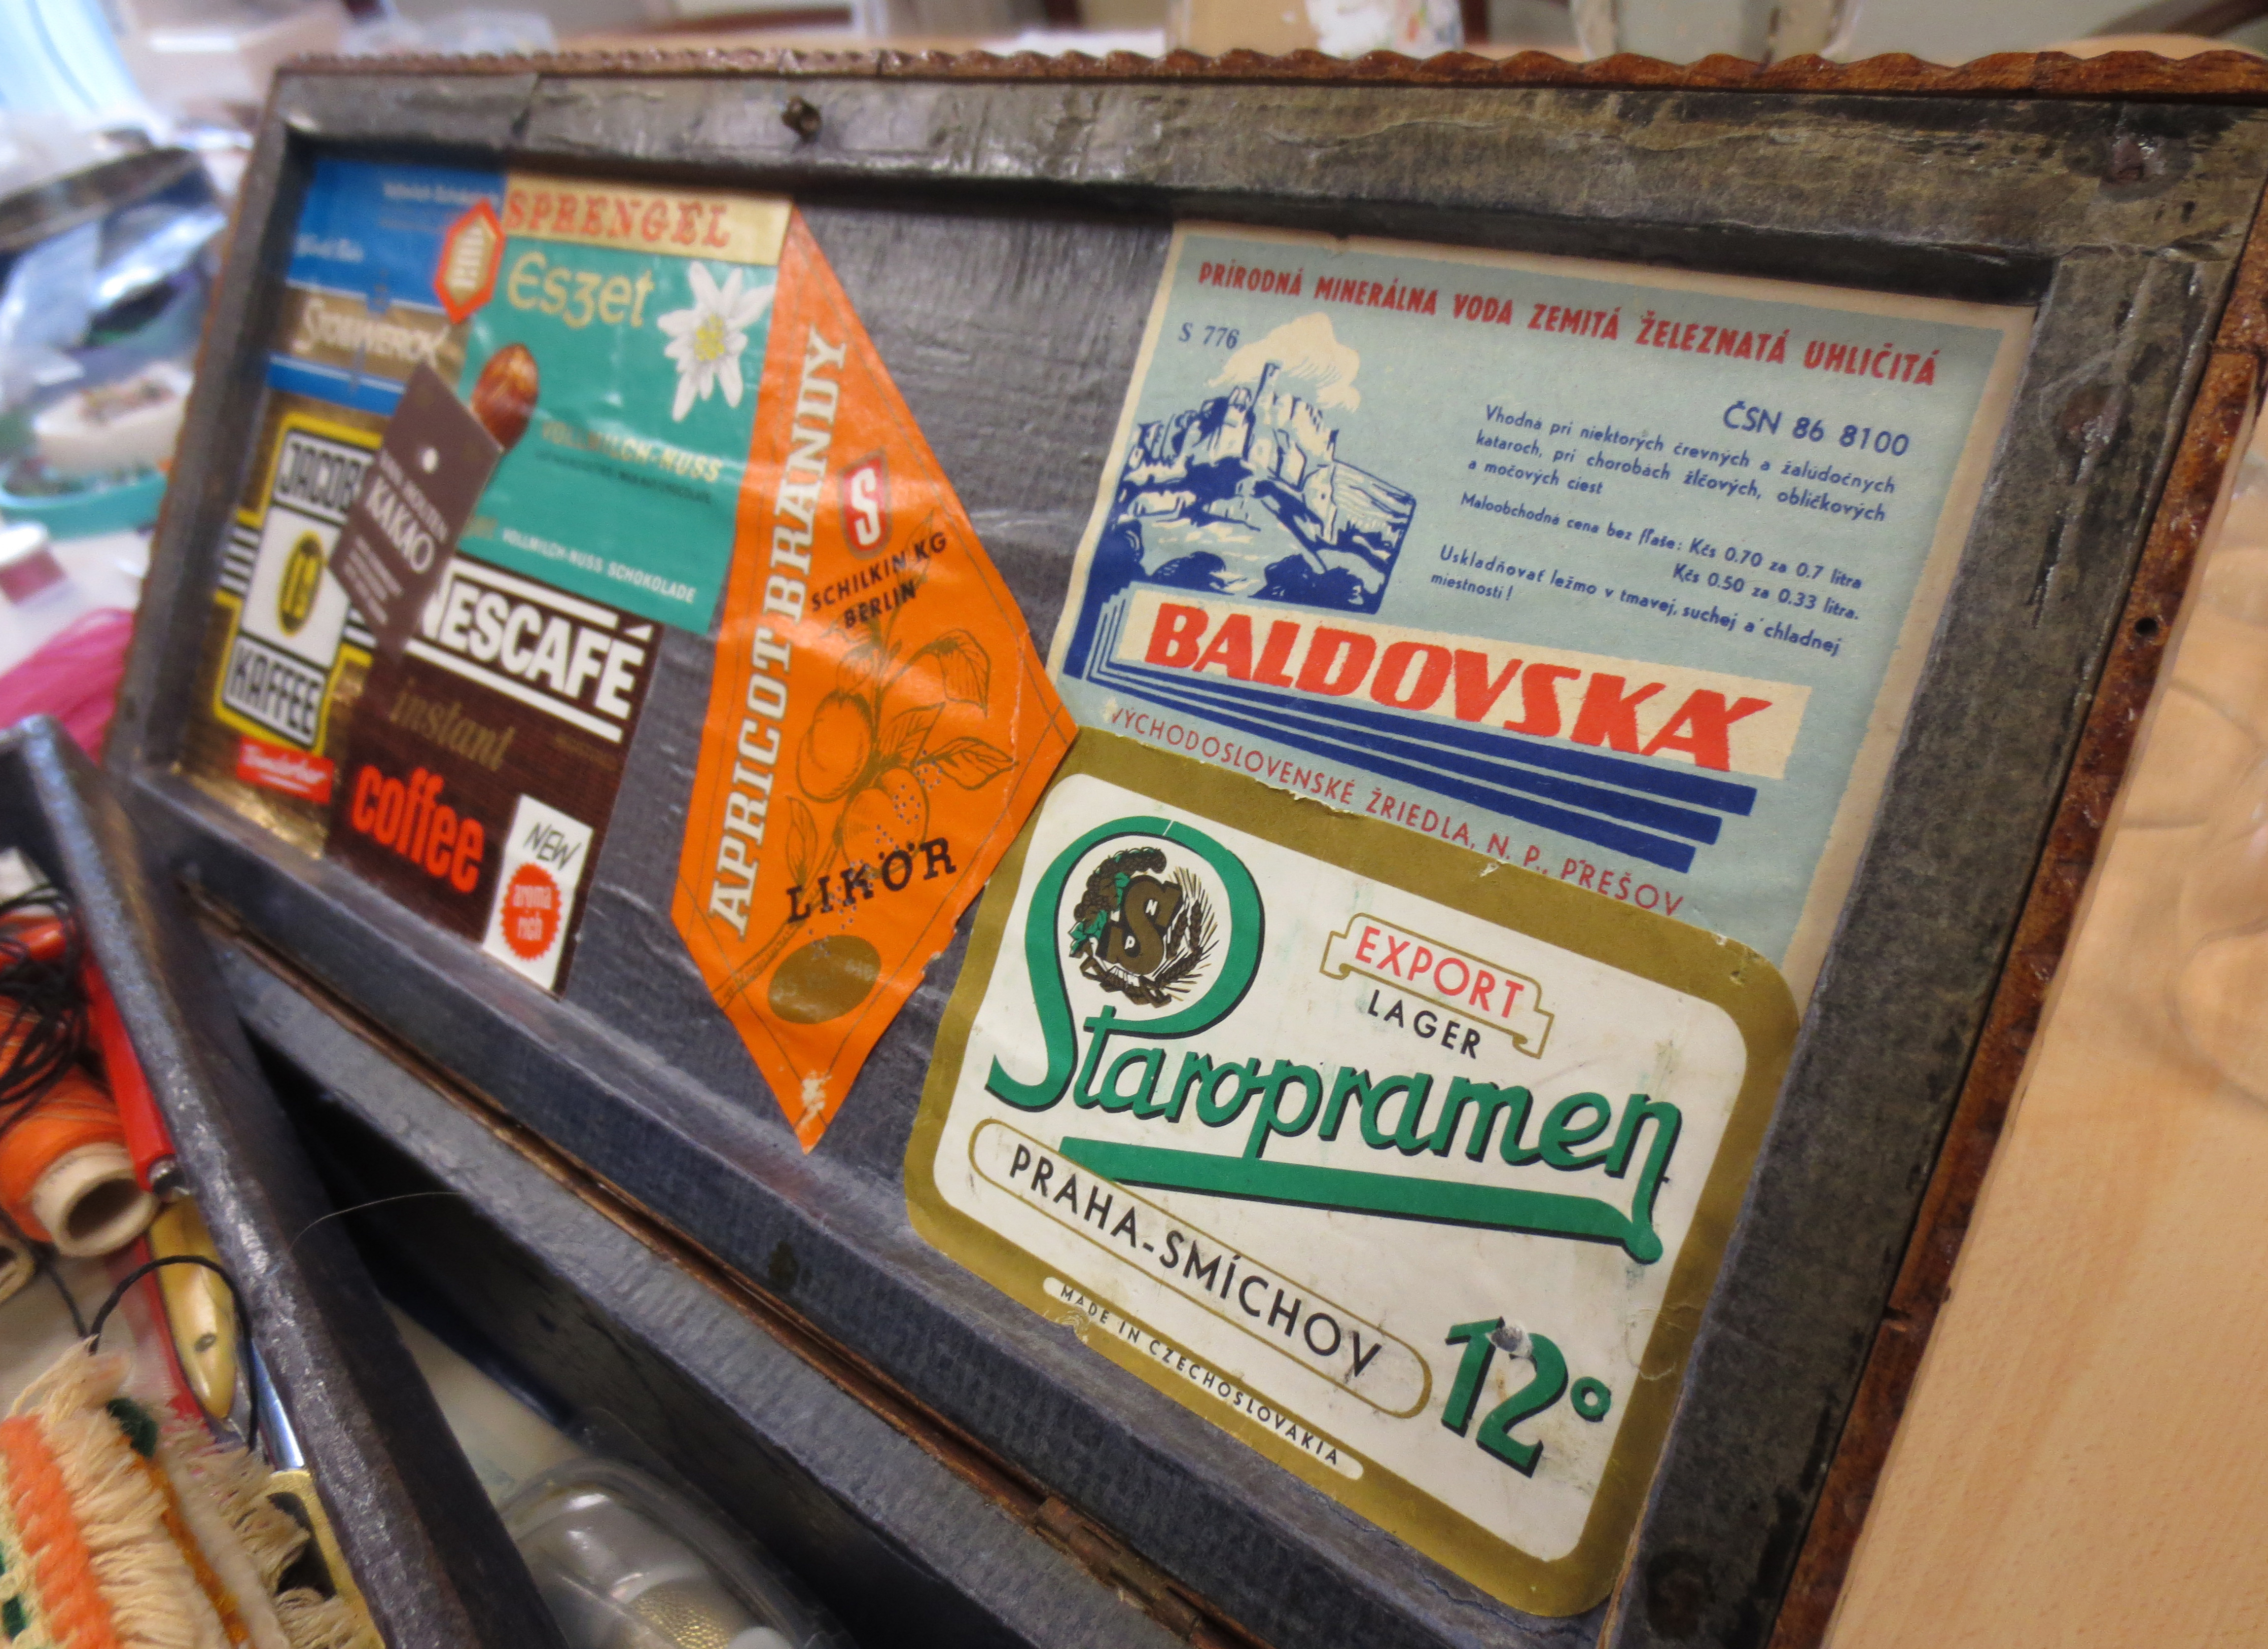 STOLLWERCK
SPRENGEL
Eszet
VOLLMILCH-NUSS
VOLLMILCH-NUSS SCHOKOLADE
JACOBS
KAFFEE
KAKAO
NESCAFÉ
instant
coffee
NEW
aroma
rich
APRICOT BRANDY
S
SCHILKIN KG
BERLIN
LIKÖR
PRÍRODNÁ MINERÁLNA VODA ZEMITÁ ŽELEZNATÁ UHLIČITÁ
S 776
ČSN 86 8100
Vhodná pri niektorých črevných a žalúdočných
kataroch, pri chorobách žlčových, obličkových
a močových ciest
Maloobchodná cena bez fľaše: Kčs 0.70 za 0.7 litra
Kčs 0.50 za 0.33 litra.
Uskladňovať ležmo v tmavej, suchej a chladnej
miestnosti!
BALDOVSKÁ
VÝCHODOSLOVENSKÉ ŽRIEDLA, N. P., PREŠOV
EXPORT
LAGER
Staropramen
PRAHA-SMÍCHOV
12°
MADE IN CZECHOSLOVAKIA